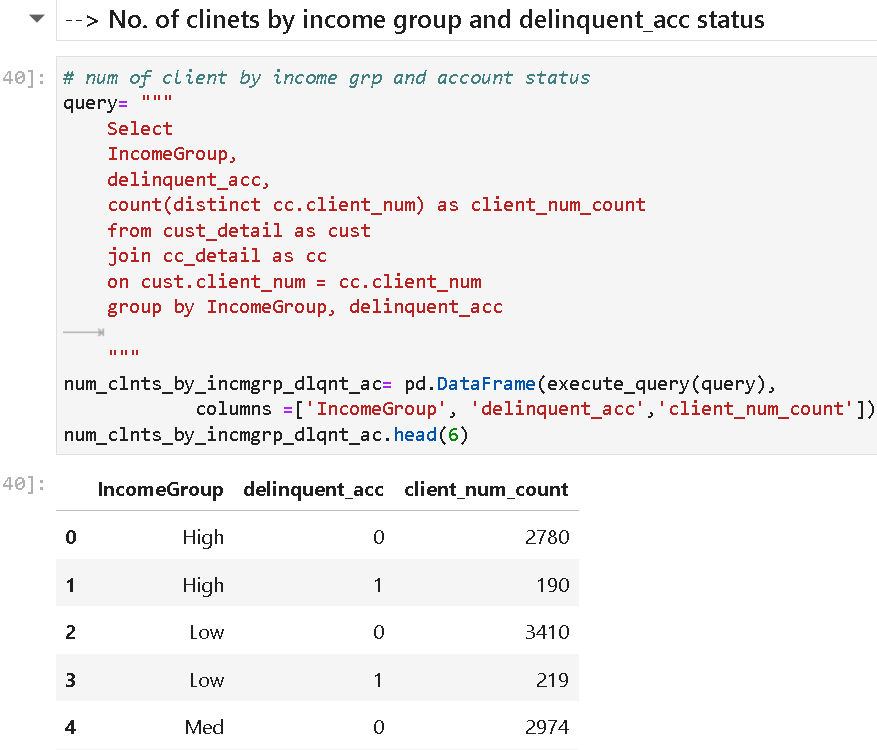 --> No. of clinets by income group and delinquent_acc status
40]:
# num of client by income grp and account status
query= """
Select
IncomeGroup,
delinquent_acc,
count(distinct cc.client_num) as client_num_count
from cust_detail as cust
join cc_detail as cc
on cust.client_num = cc.client_num
group by IncomeGroup, delinquent_acc
"""
num_clnts_by_incmgrp_dlqnt_ac= pd.DataFrame(execute_query(query),
columns =['IncomeGroup', 'delinquent_acc','client_num_count'])
num_clnts_by_incmgrp_dlqnt_ac.head(6)
40]:
IncomeGroup delinquent_acc client_num_count
0 High 0 2780
1 High 1 190
2 Low 0 3410
3 Low 1 219
4 Med 0 2974